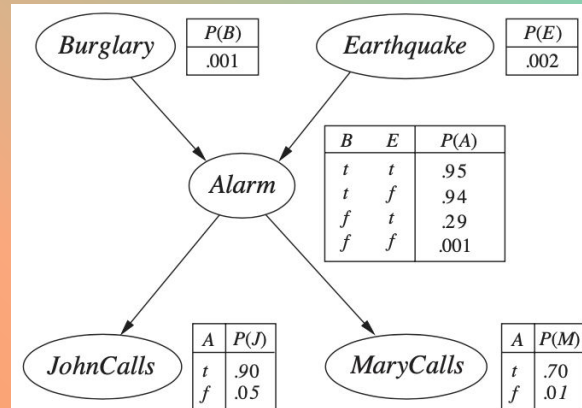 Burglary
P(B)
.001
Earthquake
P(E)
.002
Alarm
B E P(A)
t t .95
t f .94
f t .29
f f .001
JohnCalls
A P(J)
t .90
f .05
MaryCalls
A P(M)
t .70
f .01